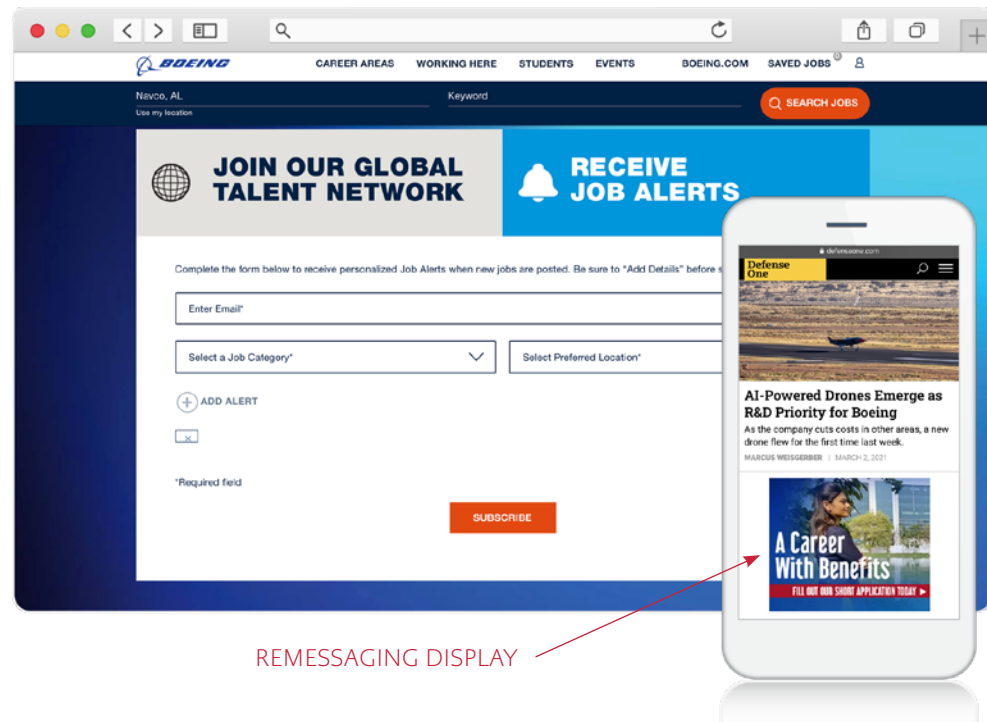 BOEING
CAREER AREAS WORKING HERE STUDENTS EVENTS BOEING.COM SAVED JOBS 0
Navco, AL
Keyword
Use my location
SEARCH JOBS
JOIN OUR GLOBAL
TALENT NETWORK
RECEIVE
JOB ALERTS
Complete the form below to receive personalized Job Alerts when new jobs are posted. Be sure to "Add Details" before s
Enter Email*
Select a Job Category*
Select Preferred Location*
ADD ALERT
*Required field
SUBSCRIBE
defenseone.com
Defense
One
AI-Powered Drones Emerge as
R&D Priority for Boeing
As the company cuts costs in other areas, a new
drone flew for the first time last week.
MARCUS WEISGERBER | MARCH 2, 2021
A Career
With Benefits
FILL OUT OUR SHORT APPLICATION TODAY
REMESSAGING DISPLAY